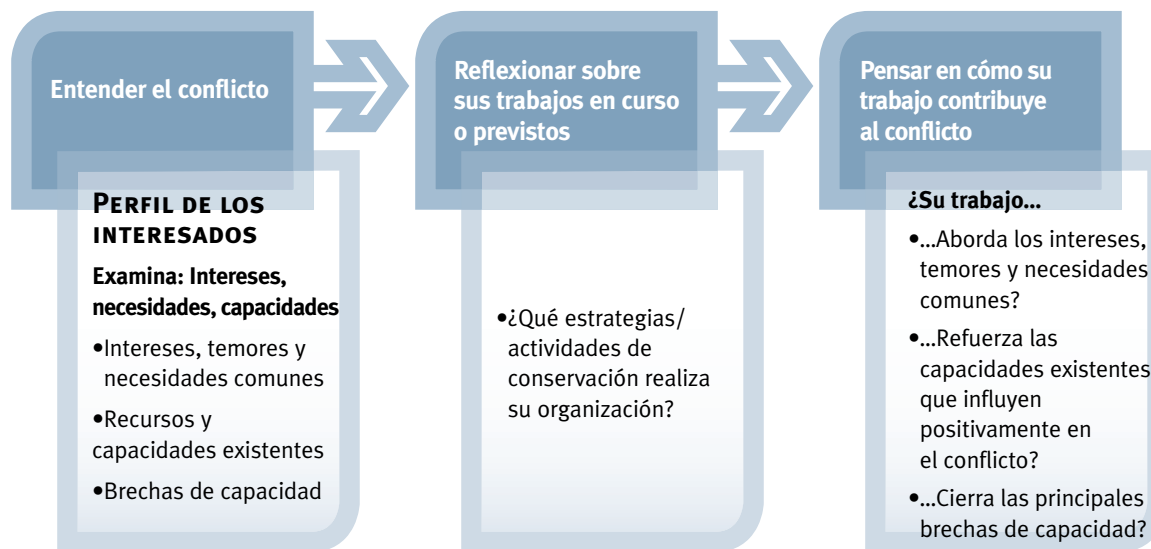 Entender el conflicto
PERFIL DE LOS
INTERESADOS
Examina: Intereses,
necesidades, capacidades
•Intereses, temores y
necesidades comunes
•Recursos y
capacidades existentes
•Brechas de capacidad
Reflexionar sobre
sus trabajos en curso
o previstos
•¿Qué estrategias/
actividades de
conservación realiza
su organización?
Pensar en cómo su
trabajo contribuye
al conflicto
¿Su trabajo...
•...Aborda los intereses,
temores y necesidades
comunes?
•...Refuerza las
capacidades existentes
que influyen
positivamente en
el conflicto?
•...Cierra las principales
brechas de capacidad?